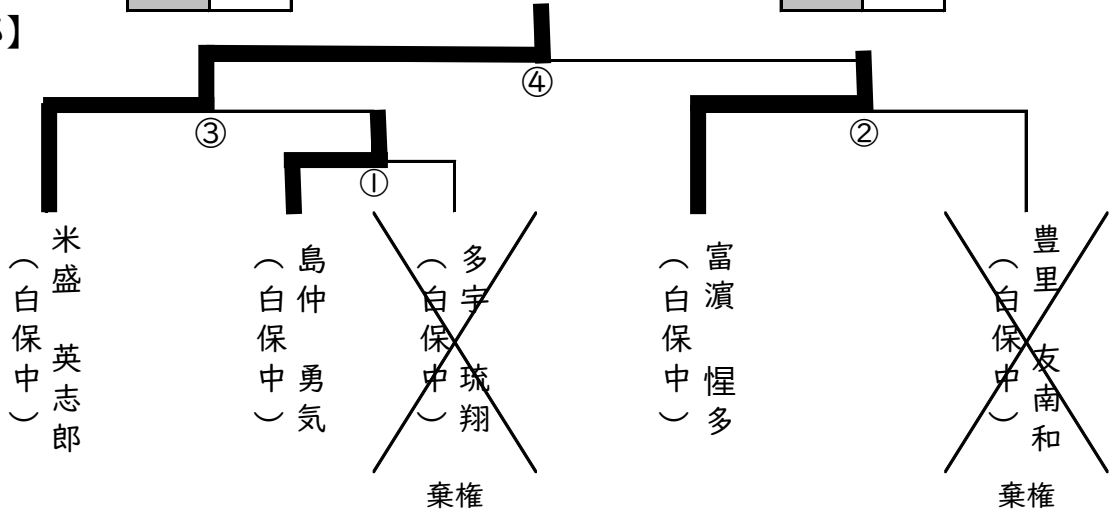 】
④
③
②
①
米盛 英志郎
(白保中)
島仲 勇気
(白保中)
多宇 琉翔
(白保中)
富濵 惺多
(白保中)
豊里 友南和
(白保中)
棄権
棄権